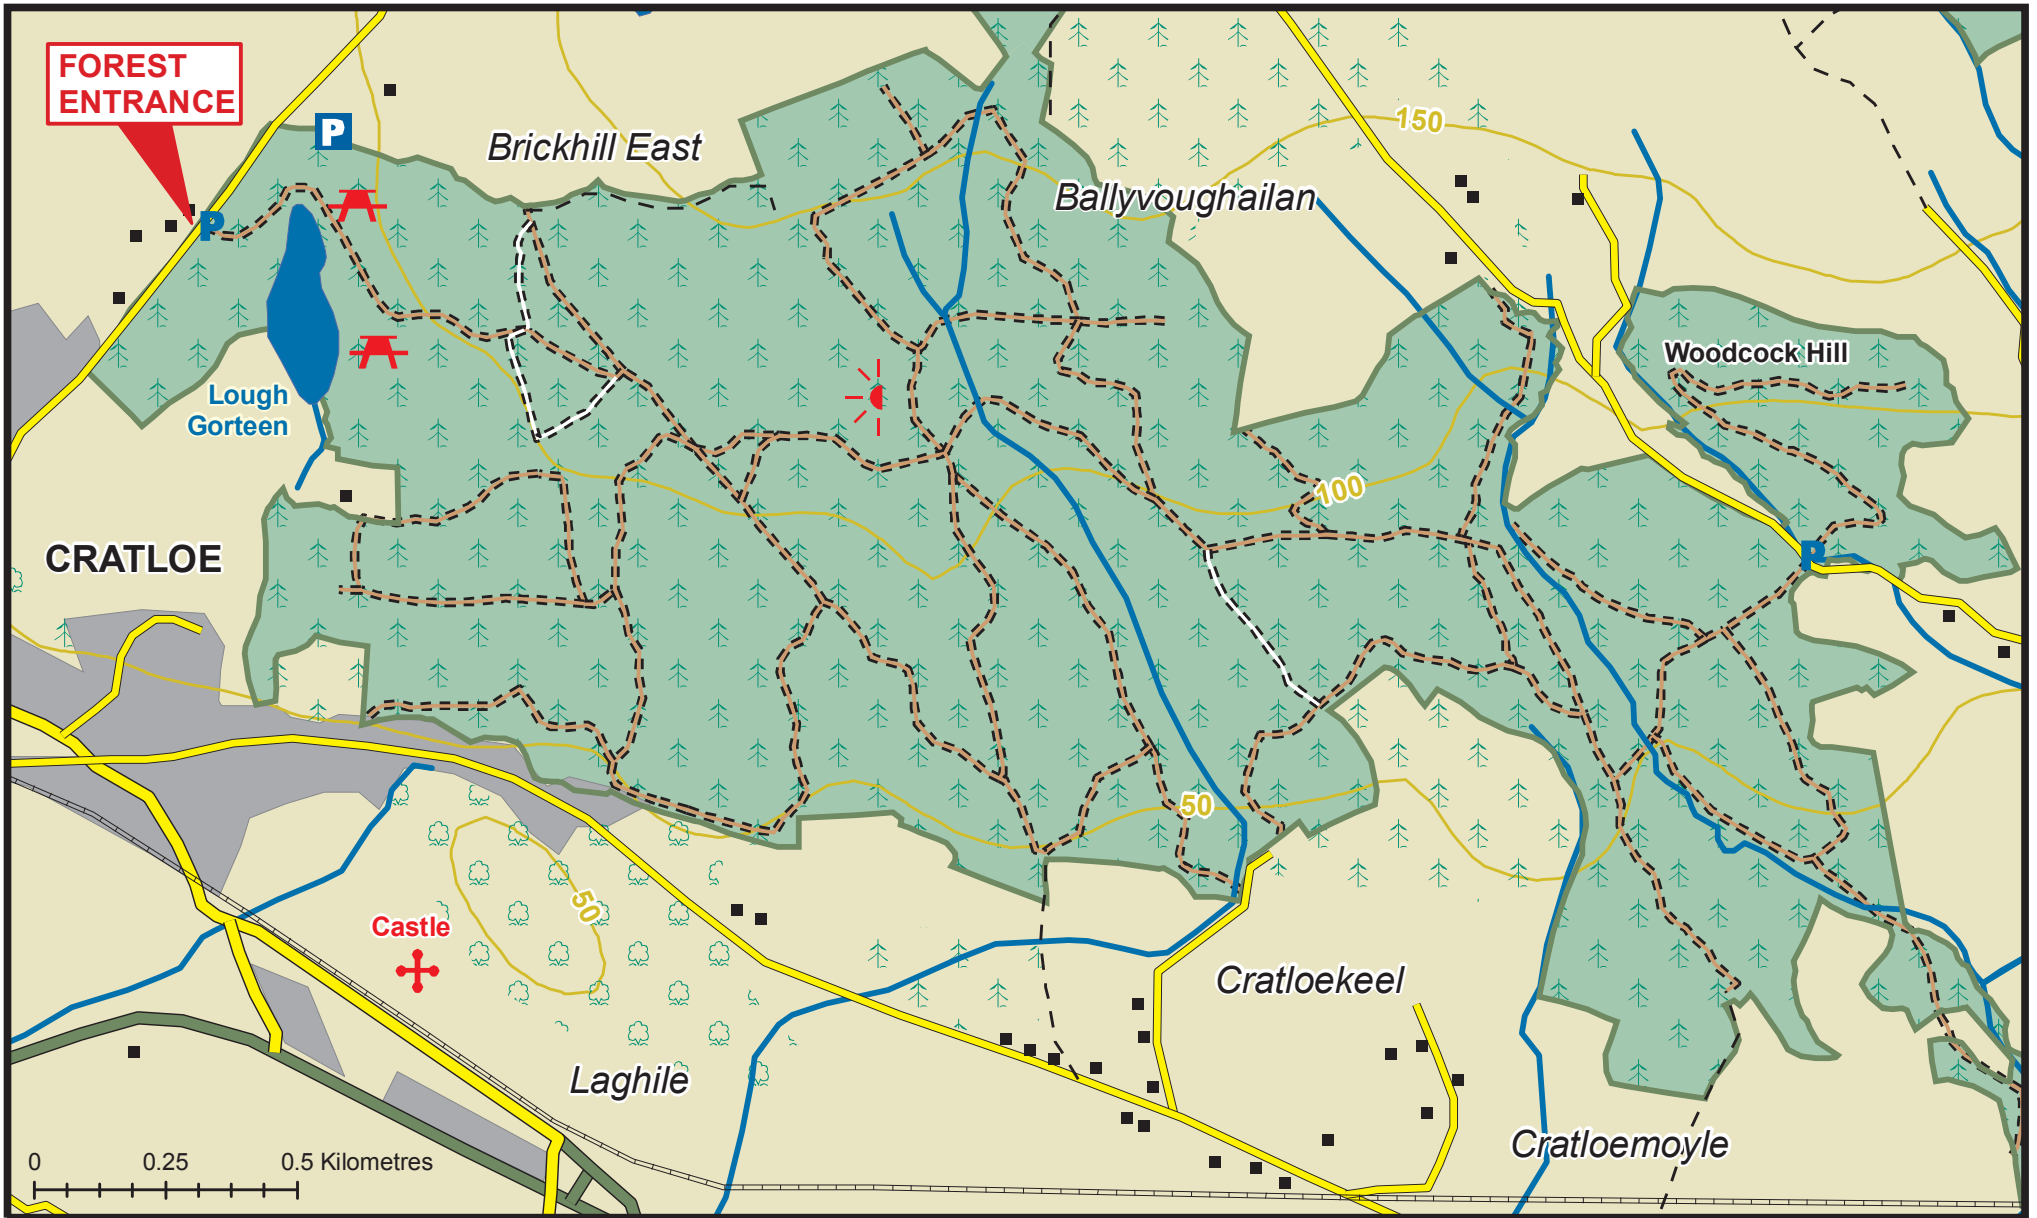 FOREST
ENTRANCE
P
P
Brickhill East
150
Ballyvoughailan
Woodcock Hill
Lough
Gorteen
100
CRATLOE
P
50
50
Castle
Cratloekeel
Laghile
Cratloemoyle
0 0.25 0.5 Kilometres